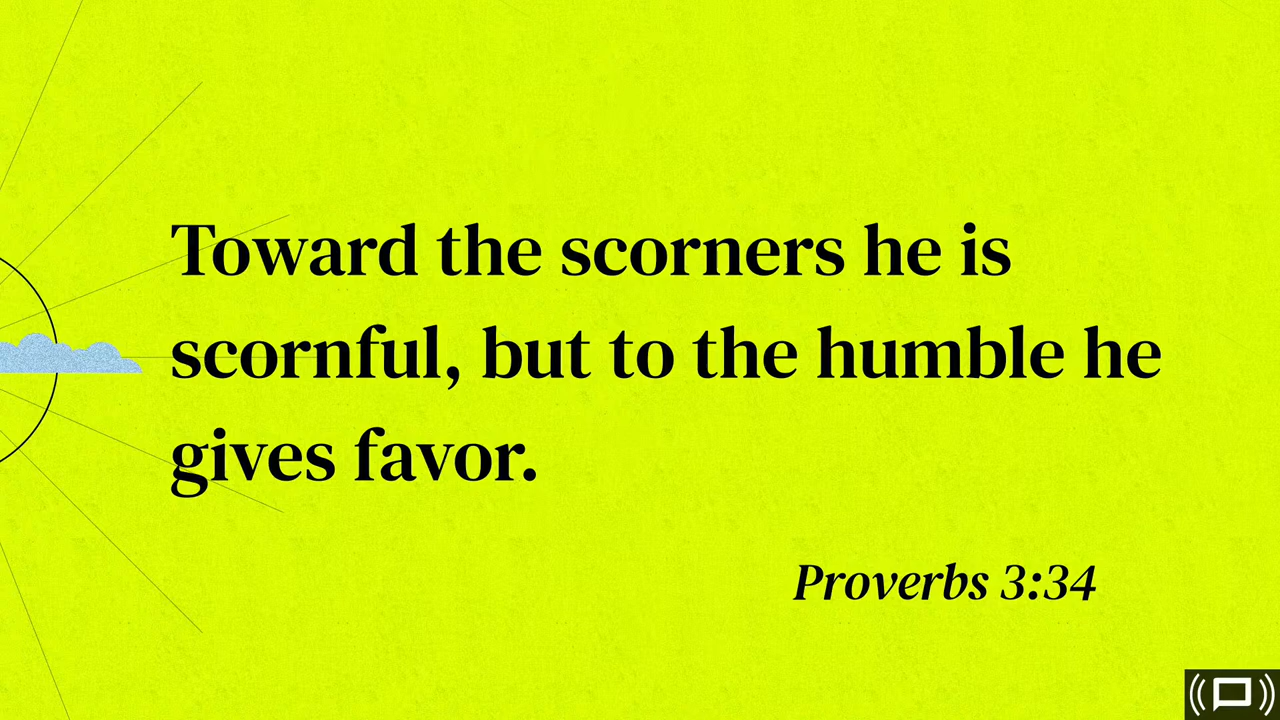 Toward the scorners he is
scornful, but to the humble he
gives favor.
Proverbs 3:34